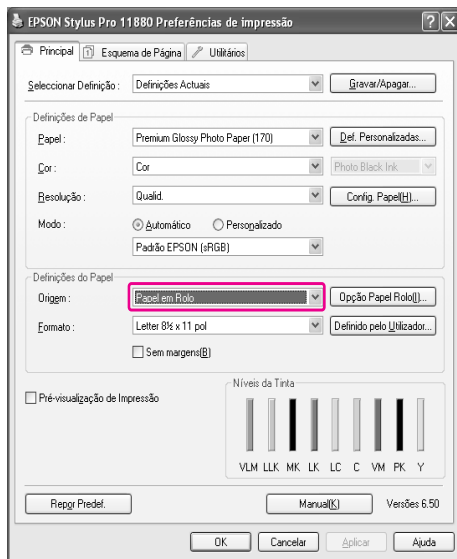 EPSON Stylus Pro 11880 Preferências de impressão
Principal Esquema de Página Utilitários
Seleccionar Definição : Definições Actuais Gravar/Apagar...
Definições de Papel
Papel : Premium Glossy Photo Paper (170) Def. Personalizadas...
Cor : Cor Photo Black Ink
Resolução : Qualid. Config. Papel(H)...
Modo : Automático Personalizado
Padrão EPSON (sRGB)
Definições do Papel
Origem : Papel em Rolo Opção Papel Rolo(I)...
Formato : Letter 8½ x 11 pol Definido pelo Utilizador...
Sem margens(B)
Pré-visualização de Impressão
Níveis da Tinta
VLM LLK MK LK LC C VM PK Y
Repor Predef. Manual(K) Versões 6.50
OK Cancelar Aplicar Ajuda